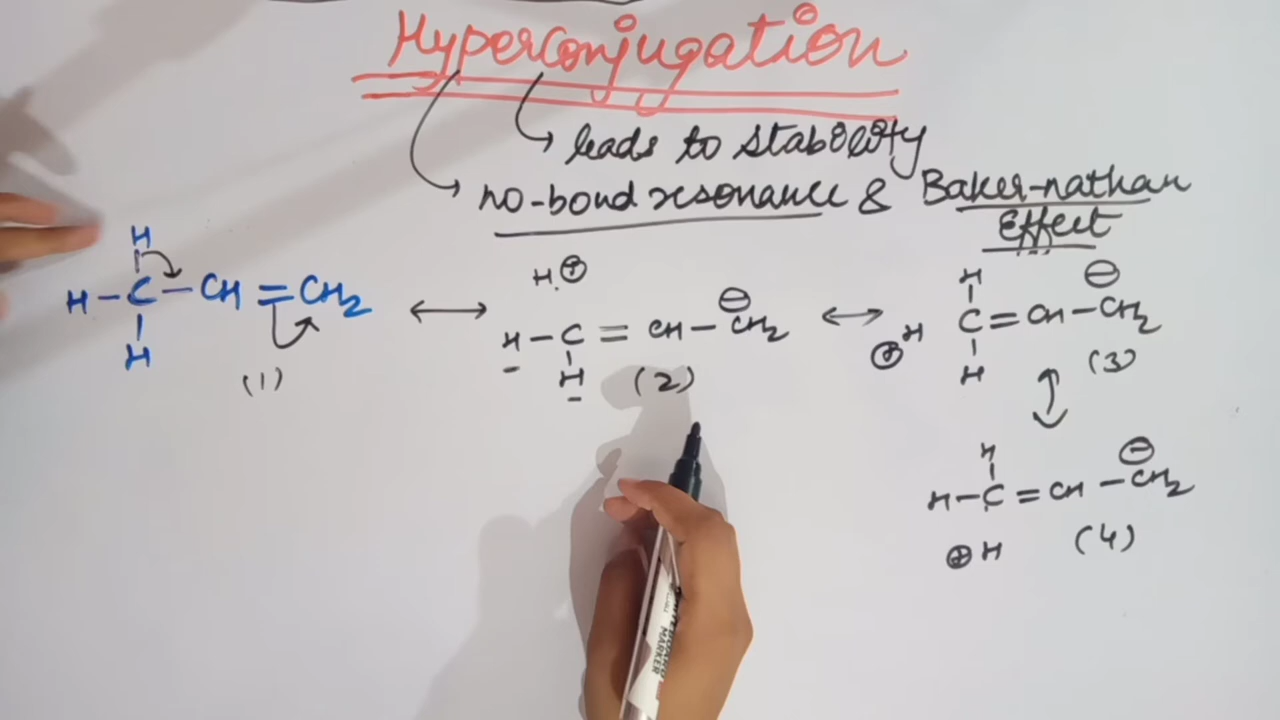 Hyperconjugation
leads to stability
no-bond resonance & Baker-nathan
Effect
H
H-C-CH=CH2
H
(1)
H⊕
H-C=CH-CH2
⊖
H
(2)
H
⊖
⊕H
C=CH-CH2
H
(3)
H
⊖
H-C=CH-CH2
⊕H
(4)
MARKER